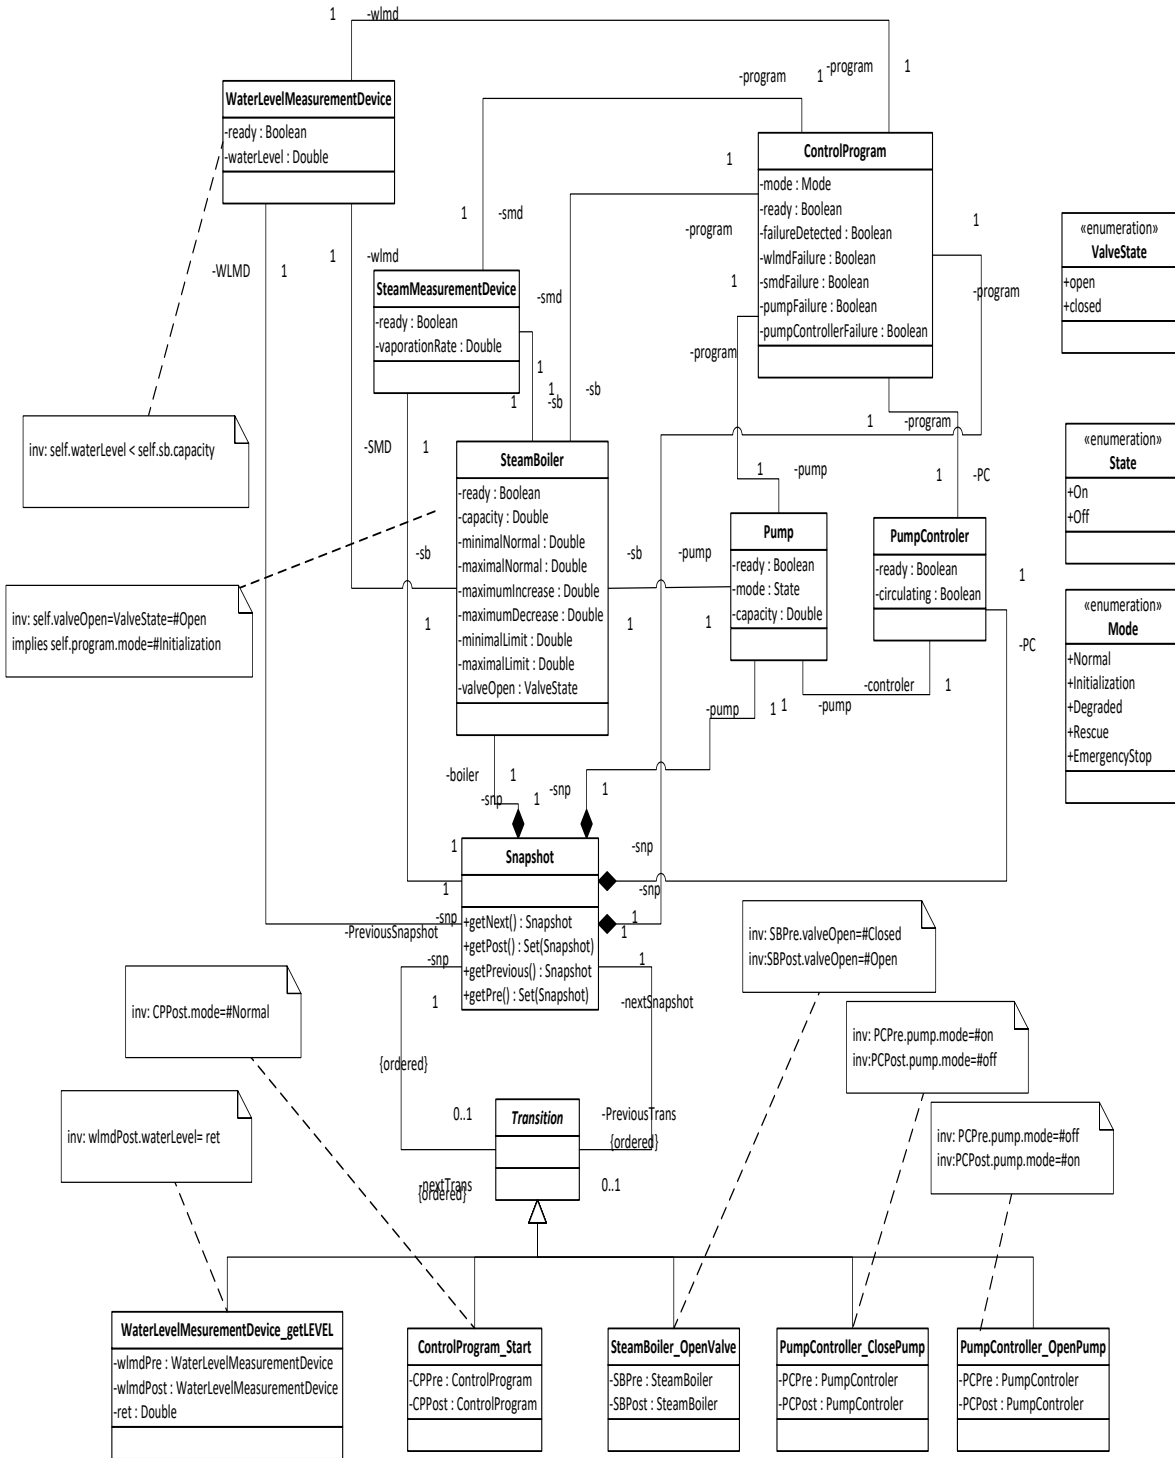 1
-wlmd
-program
1
-program
1
WaterLevelMeasurementDevice
-ready : Boolean
-waterLevel : Double
ControlProgram
-mode : Mode
-ready : Boolean
-failureDetected : Boolean
-wlmdFailure : Boolean
-smdFailure : Boolean
-pumpFailure : Boolean
-pumpControllerFailure : Boolean
1
1
-smd
-program
1
1
-program
-program
«enumeration»
ValveState
+open
+closed
-WLMD
1
1
-wlmd
SteamMeasurementDevice
-ready : Boolean
-vaporationRate : Double
-smd
1
1
1
-sb
-sb
1
-program
inv: self.waterLevel < self.sb.capacity
-SMD
1
SteamBoiler
-ready : Boolean
-capacity : Double
-minimalNormal : Double
-maximalNormal : Double
-maximumIncrease : Double
-maximumDecrease : Double
-minimalLimit : Double
-maximalLimit : Double
-valveOpen : ValveState
1
-pump
1
-PC
«enumeration»
State
+On
+Off
Pump
-ready : Boolean
-mode : State
-capacity : Double
PumpControler
-ready : Boolean
-circulating : Boolean
-sb
1
-sb
1
-pump
1
1
-PC
inv: self.valveOpen=ValveState=#Open
implies self.program.mode=#Initialization
«enumeration»
Mode
+Normal
+Initialization
+Degraded
+Rescue
+EmergencyStop
-controler
1
-pump
1
1
-pump
-boiler
1
-snp
1
-snp
1
1
Snapshot
+getNext() : Snapshot
+getPost() : Set(Snapshot)
+getPrevious() : Snapshot
+getPre() : Set(Snapshot)
-snp
1
-snp
-snp
1
1
-PreviousSnapshot
-snp
1
1
-nextSnapshot
inv: SBPre.valveOpen=#Closed
inv:SBPost.valveOpen=#Open
inv: CPPost.mode=#Normal
inv: PCPre.pump.mode=#on
inv:PCPost.pump.mode=#off
{ordered}
0..1
Transition
-PreviousTrans
{ordered}
inv: wlmdPost.waterLevel= ret
inv: PCPre.pump.mode=#off
inv:PCPost.pump.mode=#on
-nextTrans
{ordered}
0..1
WaterLevelMesurementDevice_getLEVEL
-wlmdPre : WaterLevelMeasurementDevice
-wlmdPost : WaterLevelMeasurementDevice
-ret : Double
ControlProgram_Start
-CPPre : ControlProgram
-CPPost : ControlProgram
SteamBoiler_OpenValve
-SBPre : SteamBoiler
-SBPost : SteamBoiler
PumpController_ClosePump
-PCPre : PumpControler
-PCPost : PumpControler
PumpController_OpenPump
-PCPre : PumpControler
-PCPost : PumpControler